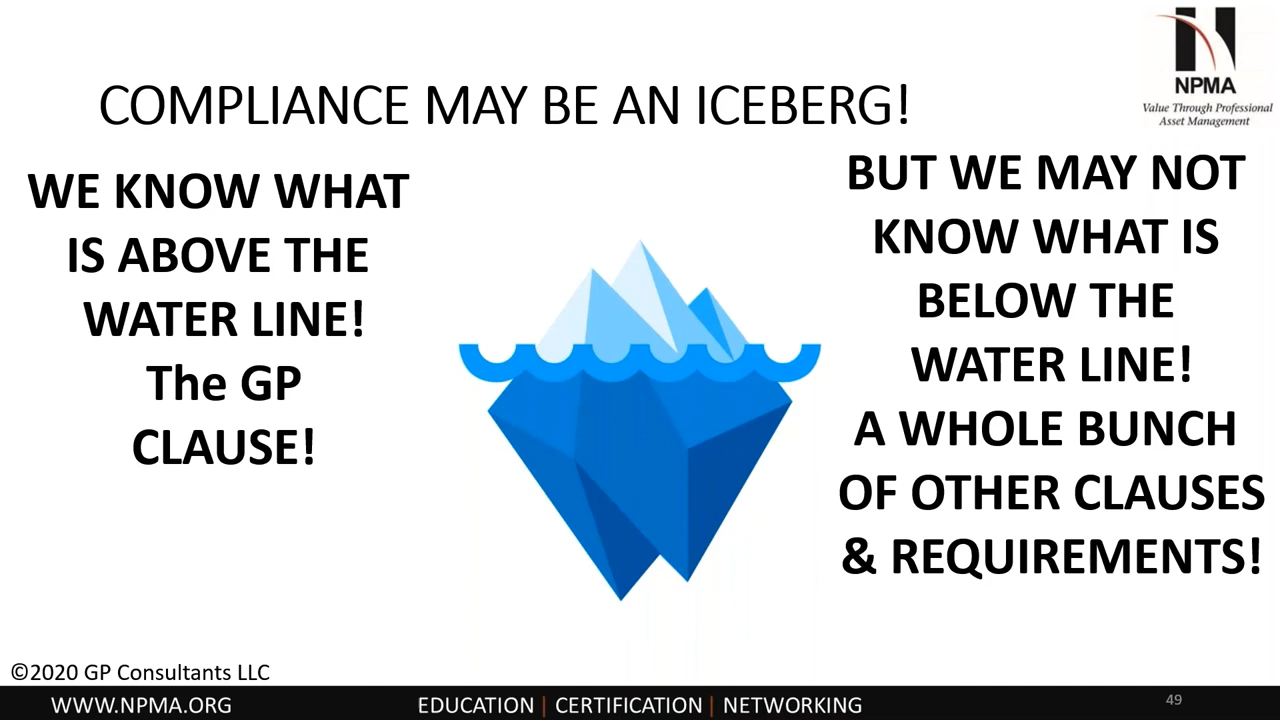 NPMA
Value Through Professional
Asset Management
COMPLIANCE MAY BE AN ICEBERG!
WE KNOW WHAT
IS ABOVE THE
WATER LINE!
The GP
CLAUSE!
BUT WE MAY NOT
KNOW WHAT IS
BELOW THE
WATER LINE!
A WHOLE BUNCH
OF OTHER CLAUSES
& REQUIREMENTS!
©2020 GP Consultants LLC
WWW.NPMA.ORG
EDUCATION | CERTIFICATION | NETWORKING
49